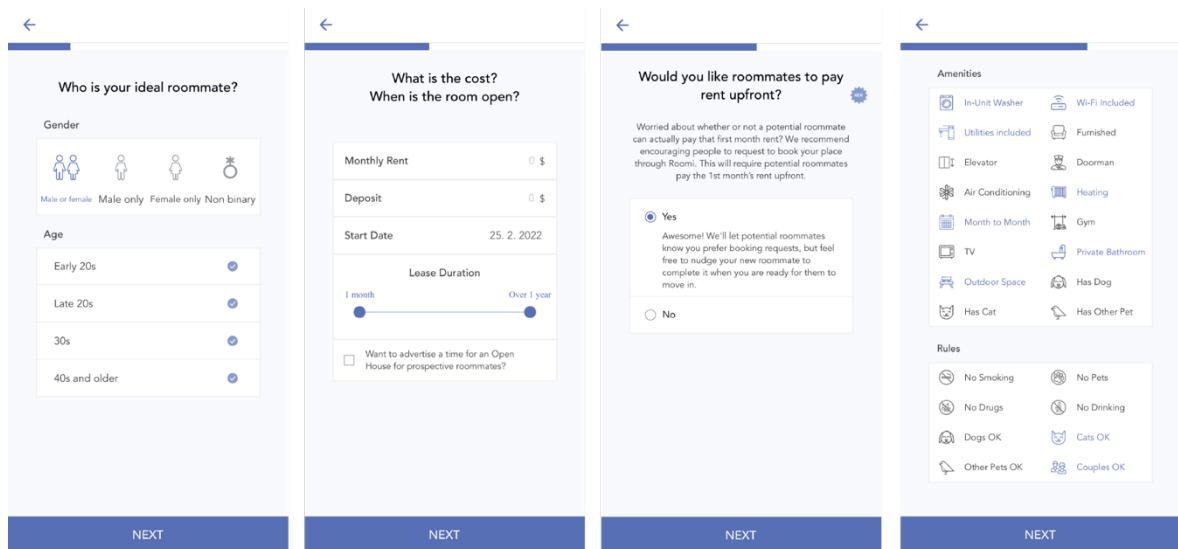 Who is your ideal roommate?
Gender
Male or female Male only Female only Non binary
Age
Early 20s
Late 20s
30s
40s and older
NEXT
What is the cost?
When is the room open?
Monthly Rent 0 $
Deposit 0 $
Start Date 25. 2. 2022
Lease Duration
1 month Over 1 year
Want to advertise a time for an Open
House for prospective roommates?
NEXT
Would you like roommates to pay
rent upfront?
NEW
Worried about whether or not a potential roommate
can actually pay that first month rent? We recommend
encouraging people to request to book your place
through Roomi. This will require potential roommates
pay the 1st month's rent upfront.
Yes
Awesome! We'll let potential roommates
know you prefer booking requests, but feel
free to nudge your new roommate to
complete it when you are ready for them to
move in.
No
NEXT
Amenities
In-Unit Washer Wi-Fi Included
Utilities included Furnished
Elevator Doorman
Air Conditioning Heating
Month to Month Gym
TV Private Bathroom
Outdoor Space Has Dog
Has Cat Has Other Pet
Rules
No Smoking No Pets
No Drugs No Drinking
Dogs OK Cats OK
Other Pets OK Couples OK
NEXT